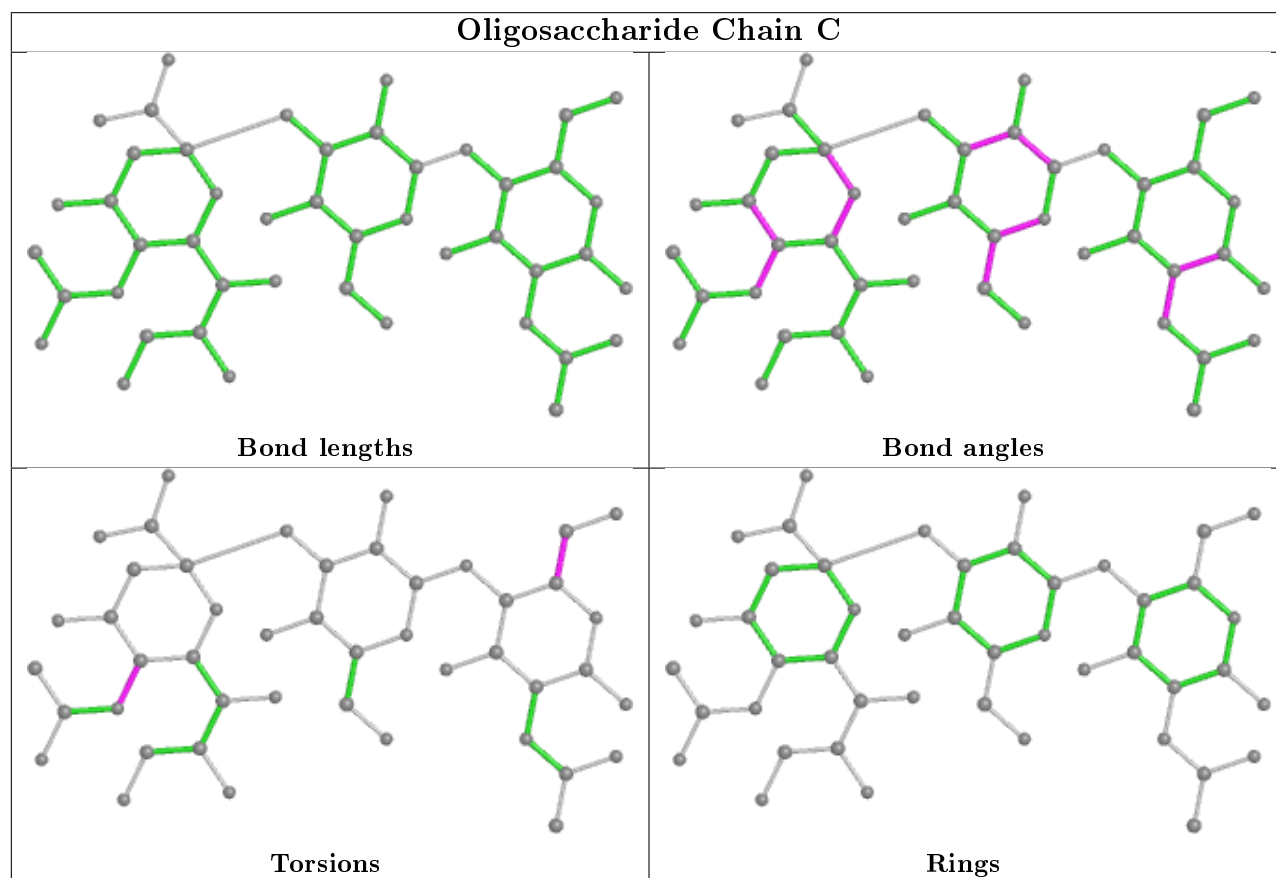 Oligosaccharide Chain C
Bond lengths
Bond angles
Torsions
Rings